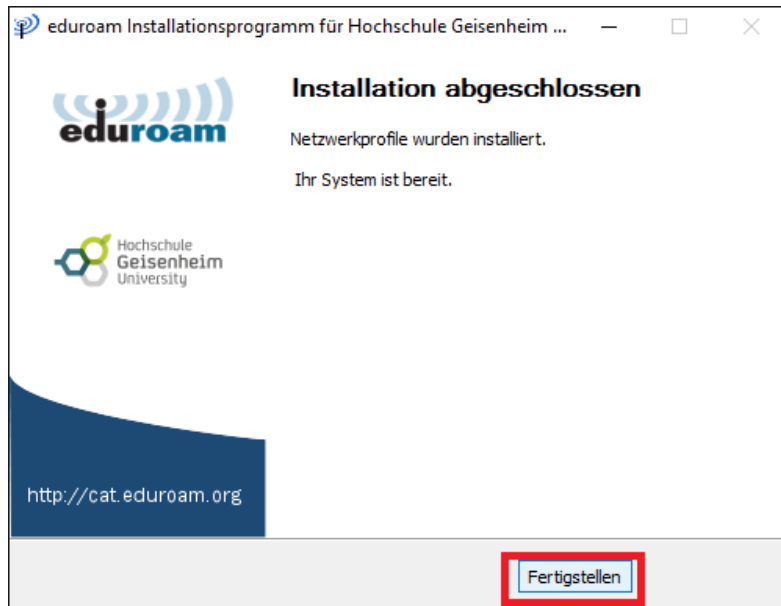 eduroam Installationsprogramm für Hochschule Geisenheim ...
eduroam
Installation abgeschlossen
Netzwerkprofile wurden installiert.
Ihr System ist bereit.
Hochschule
Geisenheim
University
http://cat.eduroam.org
Fertigstellen